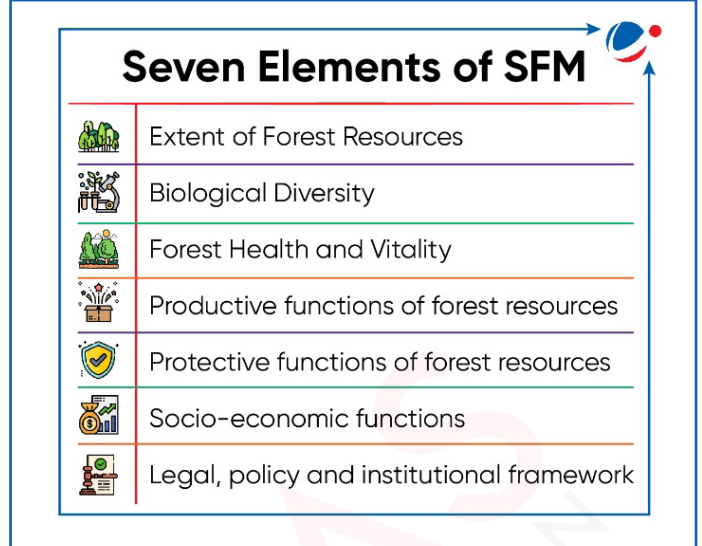 Seven Elements of SFM
Extent of Forest Resources
Biological Diversity
Forest Health and Vitality
Productive functions of forest resources
Protective functions of forest resources
Socio-economic functions
Legal, policy and institutional framework